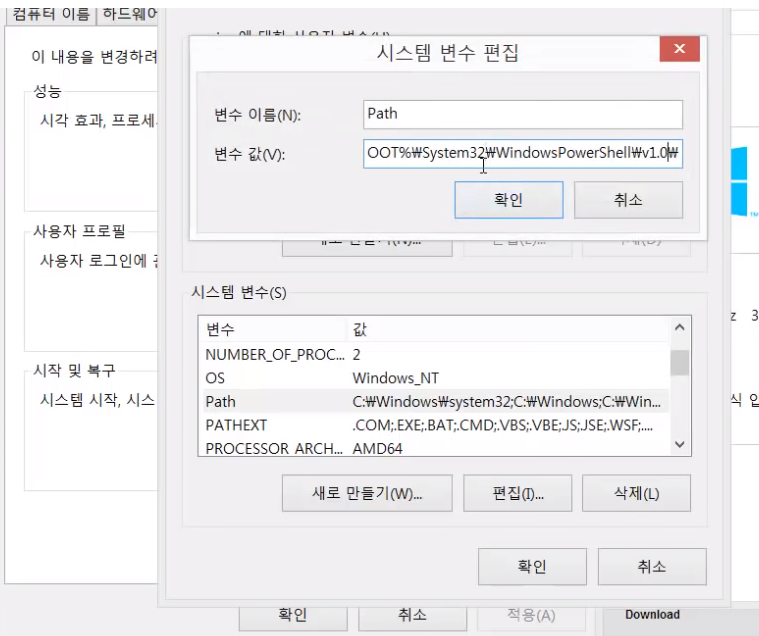 컴퓨터 이름 하드웨어
이 내용을 변경하려
성능
시각 효과, 프로세
사용자 프로필
사용자 로그인에
시작 및 복구
시스템 시작, 시스
에 대한 사용자 변수(U)
시스템 변수 편집
변수 이름(N): Path
변수 값(V): OOT%₩System32₩WindowsPowerShell₩v1.0₩
확인 취소
새로 만들기(N)... 편집(E)... 삭제(D)
시스템 변수(S)
변수 값
NUMBER_OF_PROC... 2
OS Windows_NT
Path C:₩Windows₩system32;C:₩Windows;C:₩Win...
PATHEXT .COM;.EXE;.BAT;.CMD;.VBS;.VBE;.JS;.JSE;.WSF;....
PROCESSOR_ARCH... AMD64
새로 만들기(W)... 편집(I)... 삭제(L)
확인 취소
확인 취소 적용(A)
z 3
식 입
TM
Download